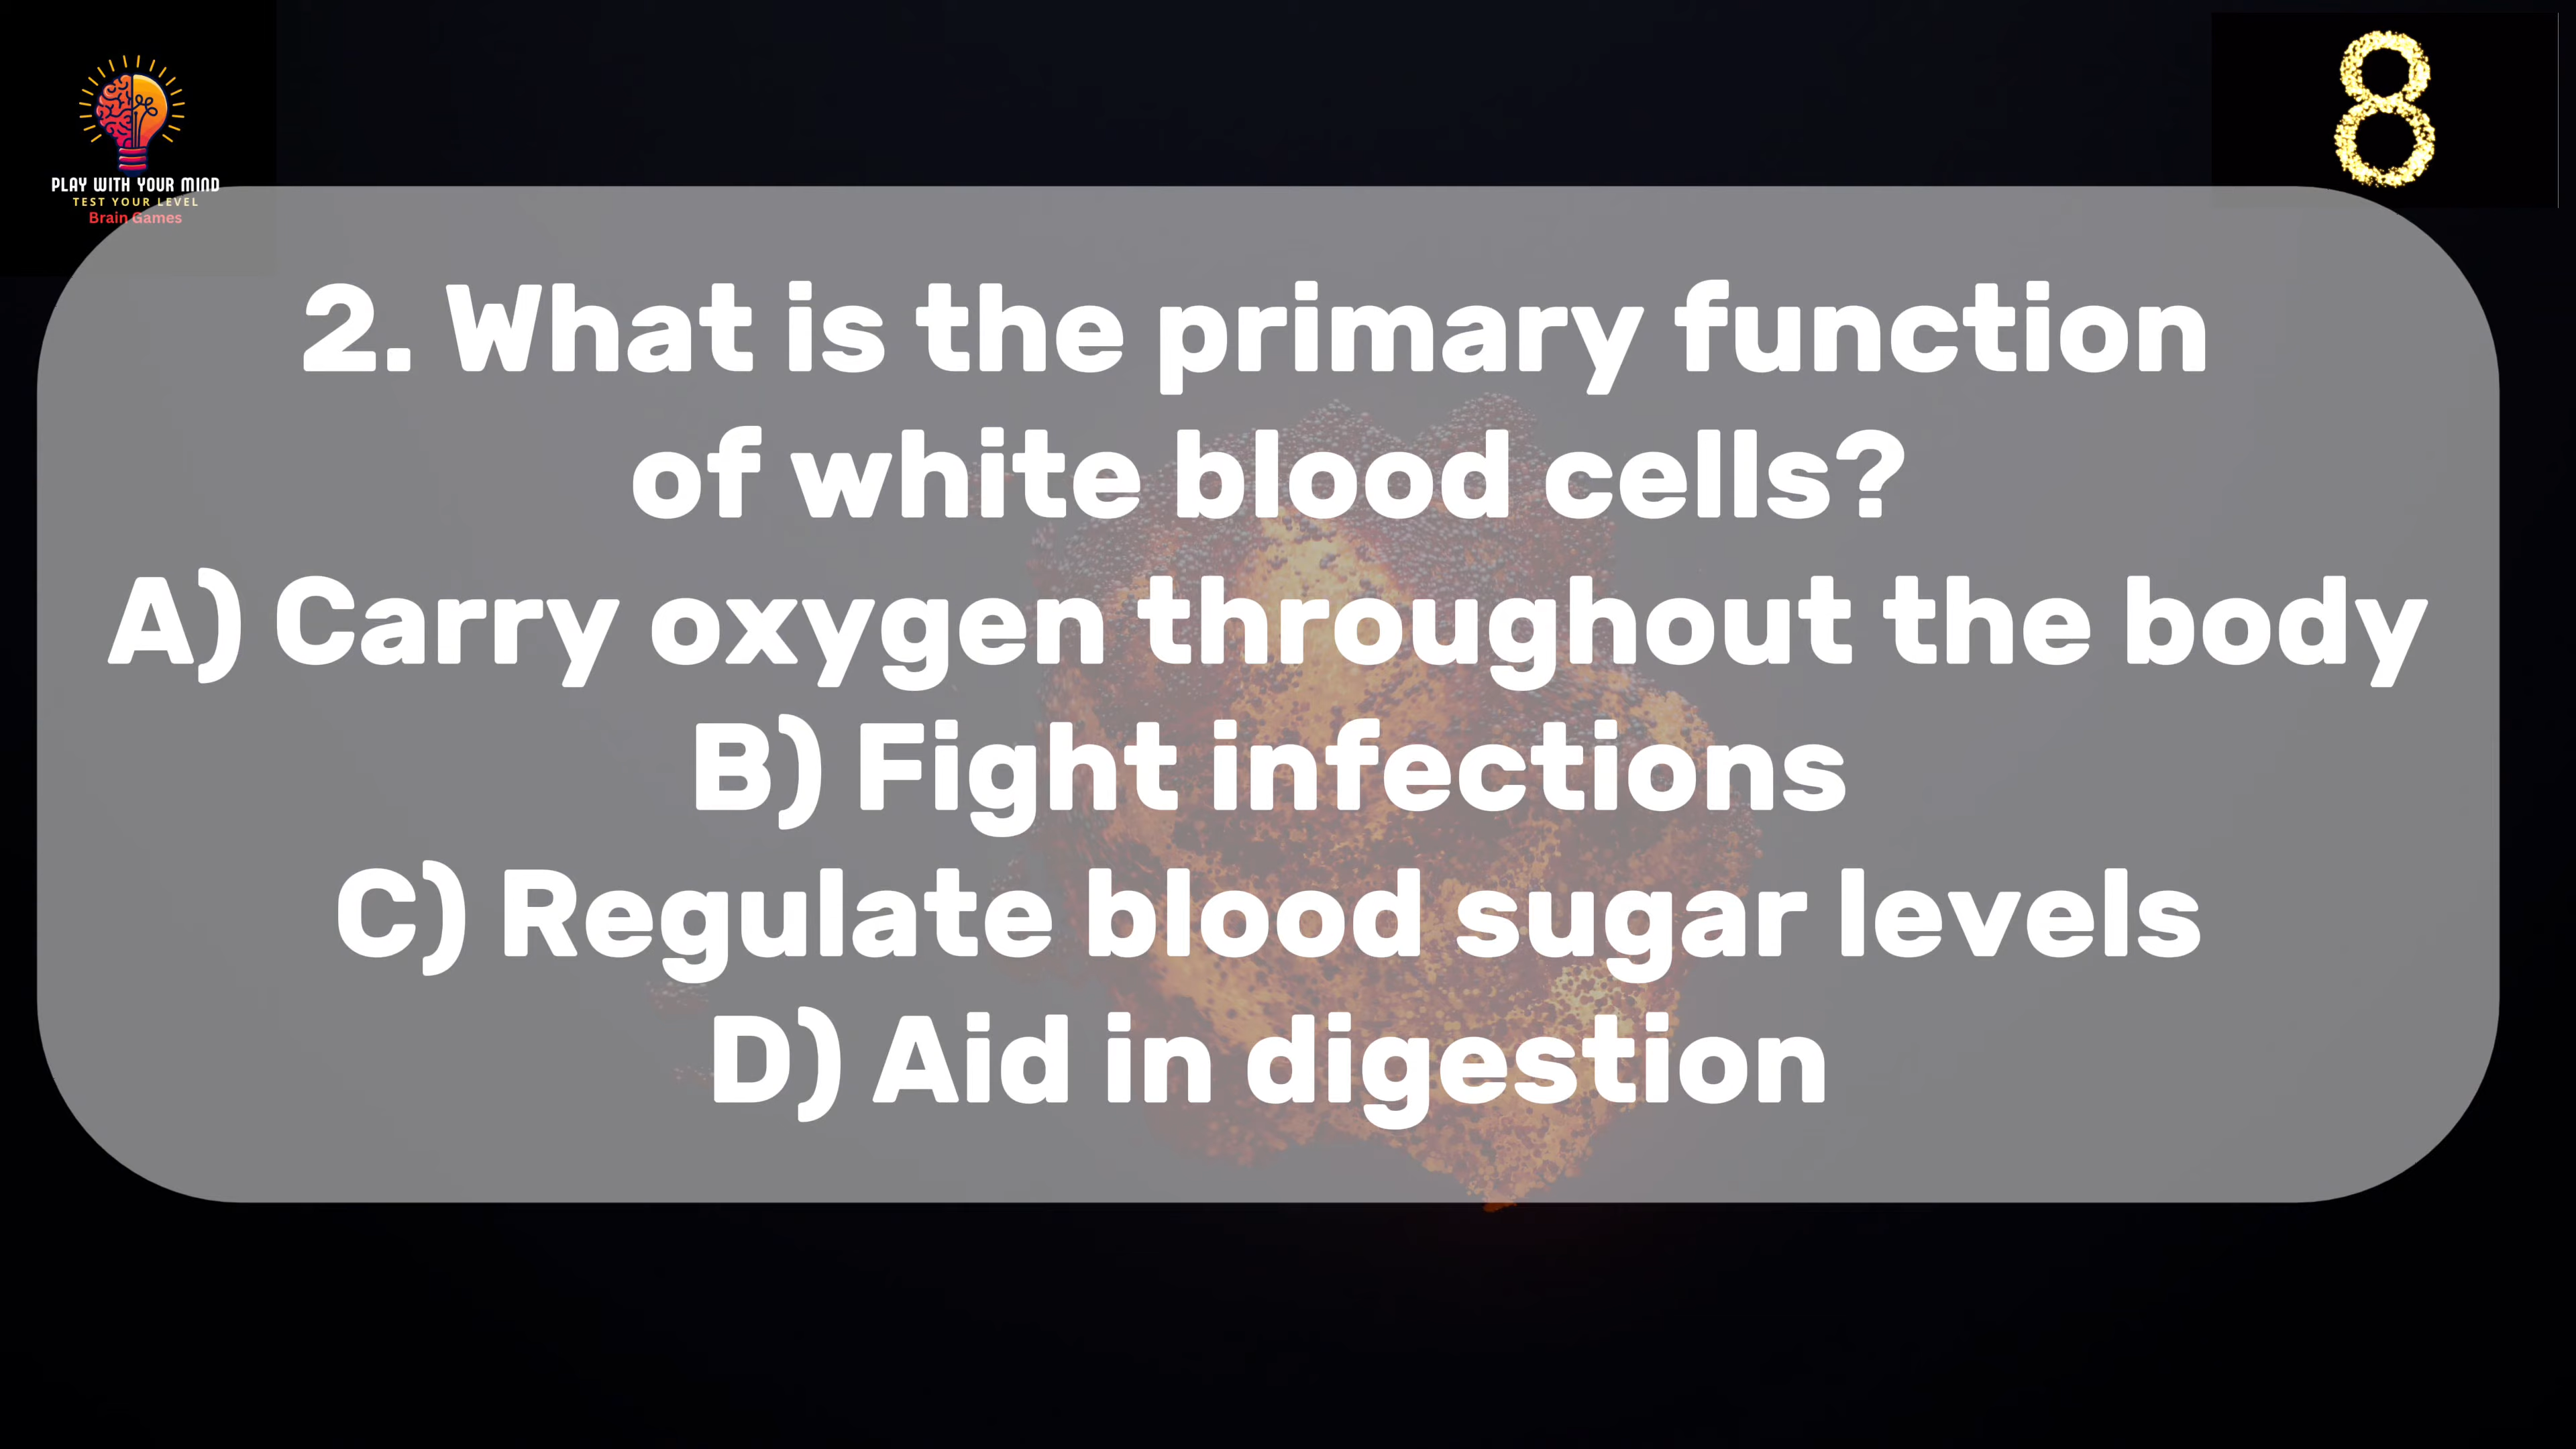 PLAY WITH YOUR MIND
TEST YOUR LEVEL
Brain Games
8
2. What is the primary function
of white blood cells?
A) Carry oxygen throughout the body
B) Fight infections
C) Regulate blood sugar levels
D) Aid in digestion